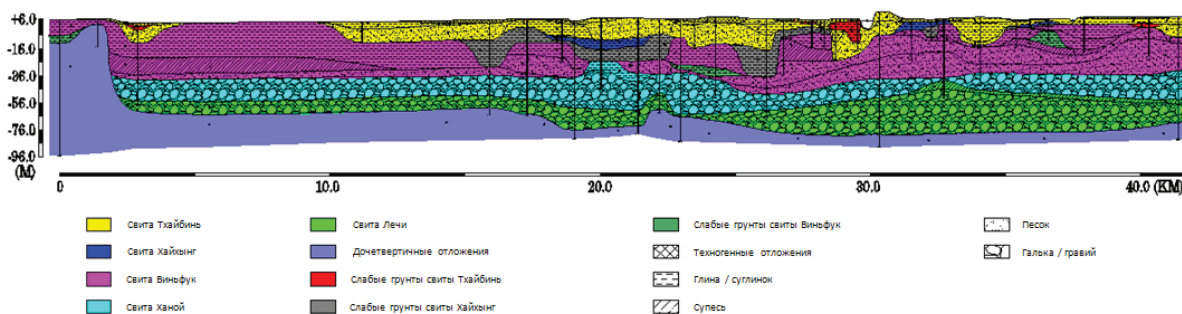 +6.0
-16.0
-36.0
-56.0
-76.0
-96.0
(М)
0 10.0 20.0 30.0 40.0 (КМ)
Свита Тхайбинь
Свита Хайхынг
Свита Виньфук
Свита Ханой
Свита Лечи
Дочетвертичные отложения
Слабые грунты свиты Тхайбинь
Слабые грунты свиты Хайхынг
Слабые грунты свиты Виньфук
Техногенные отложения
Глина / суглинок
Супесь
Песок
Галька / гравий